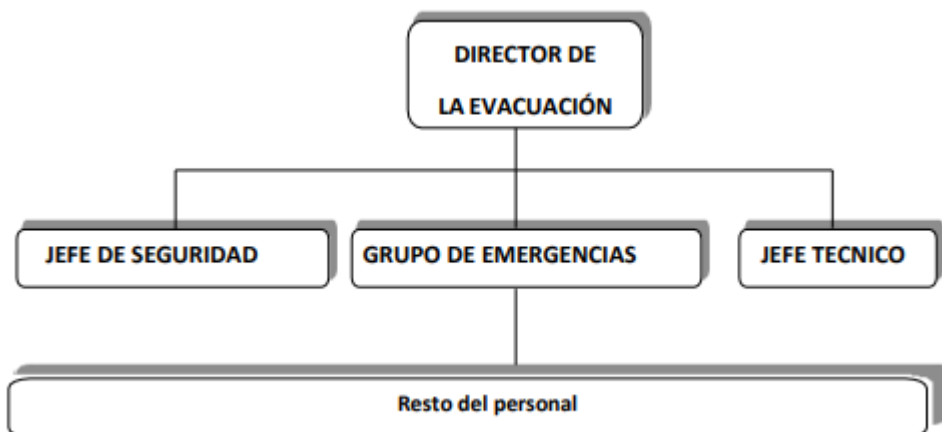 DIRECTOR DE
LA EVACUACIÓN
JEFE DE SEGURIDAD
GRUPO DE EMERGENCIAS
JEFE TECNICO
Resto del personal